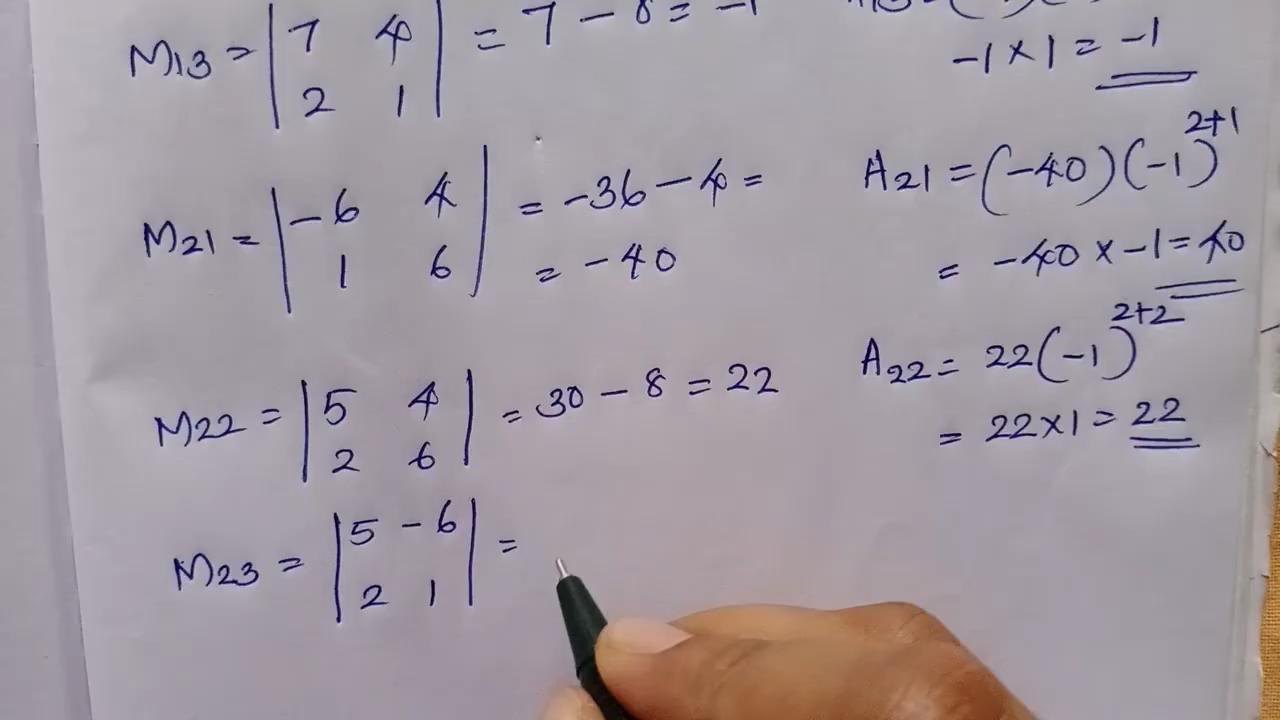 M13 = | 7 4 | = 7 - 8 = -1
| 2 1 |
-1 × 1 = -1
M21 = | -6 4 | = -36 - 4 =
| 1 6 | = -40
A21 = (-40)(-1)^2+1
= -40 × -1 = 40
M22 = | 5 4 | = 30 - 8 = 22
| 2 6 |
A22 = 22(-1)^2+2
= 22×1 = 22
M23 = | 5 -6 | =
| 2 1 |